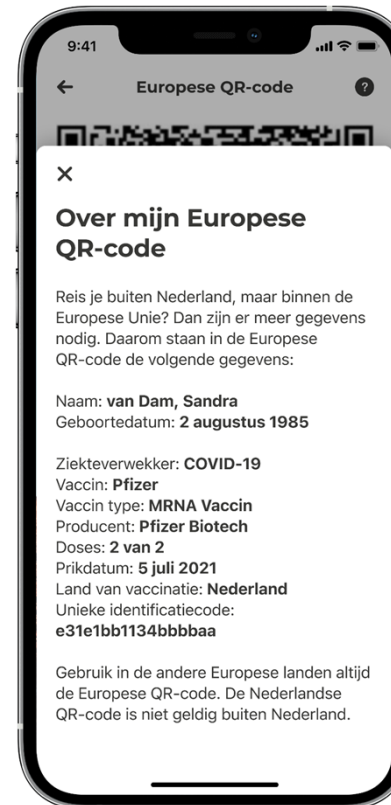 9:41
Europese QR-code
?
Over mijn Europese
QR-code
Reis je buiten Nederland, maar binnen de
Europese Unie? Dan zijn er meer gegevens
nodig. Daarom staan in de Europese
QR-code de volgende gegevens:
Naam: van Dam, Sandra
Geboortedatum: 2 augustus 1985
Ziekteverwekker: COVID-19
Vaccin: Pfizer
Vaccin type: MRNA Vaccin
Producent: Pfizer Biotech
Doses: 2 van 2
Prikdatum: 5 juli 2021
Land van vaccinatie: Nederland
Unieke identificatiecode:
e31e1bb1134bbbbaa
Gebruik in de andere Europese landen altijd
de Europese QR-code. De Nederlandse
QR-code is niet geldig buiten Nederland.